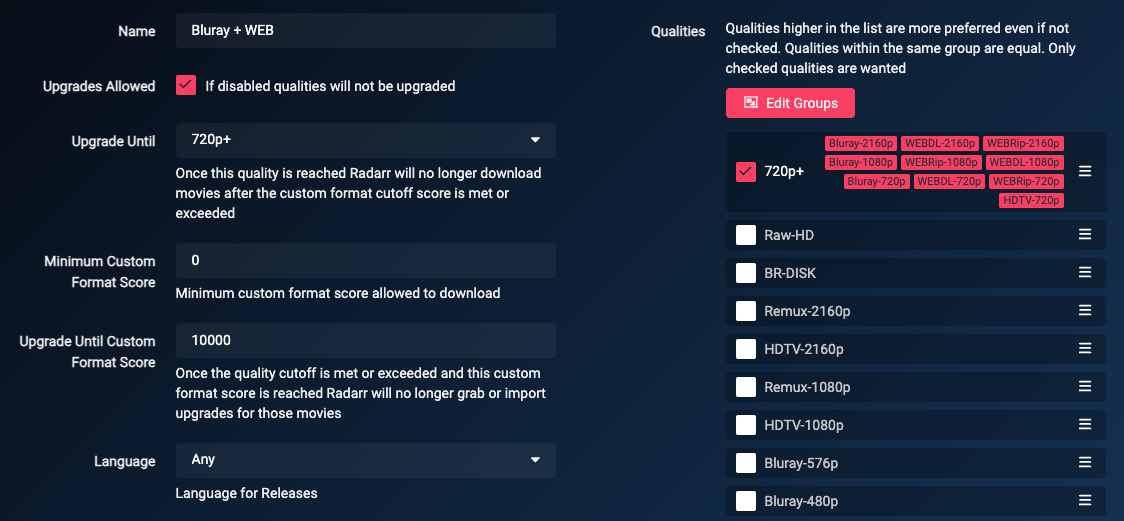 Name
Bluray + WEB
Upgrades Allowed
If disabled qualities will not be upgraded
Upgrade Until
720p+
Once this quality is reached Radarr will no longer download
movies after the custom format cutoff score is met or
exceeded
Minimum Custom
Format Score
0
Minimum custom format score allowed to download
Upgrade Until Custom
Format Score
10000
Once the quality cutoff is met or exceeded and this custom
format score is reached Radarr will no longer grab or import
upgrades for those movies
Language
Any
Language for Releases
Qualities
Qualities higher in the list are more preferred even if not
checked. Qualities within the same group are equal. Only
checked qualities are wanted
Edit Groups
720p+
Bluray-2160p WEBDL-2160p WEBRip-2160p
Bluray-1080p WEBRip-1080p WEBDL-1080p
Bluray-720p WEBDL-720p WEBRip-720p
HDTV-720p
Raw-HD
BR-DISK
Remux-2160p
HDTV-2160p
Remux-1080p
HDTV-1080p
Bluray-576p
Bluray-480p